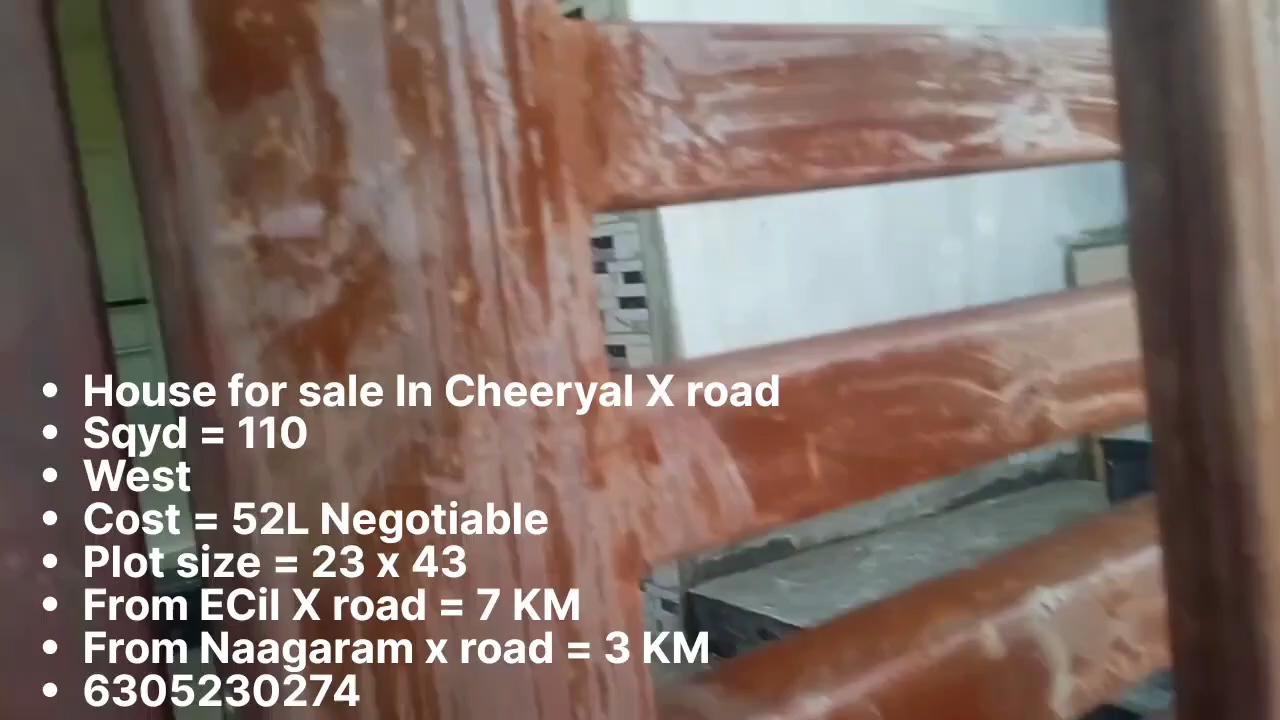 • House for sale In Cheeryal X road
• Sqyd = 110
• West
• Cost = 52L Negotiable
• Plot size = 23 x 43
• From ECil X road = 7 KM
• From Naagaram x road = 3 KM
• 6305230274